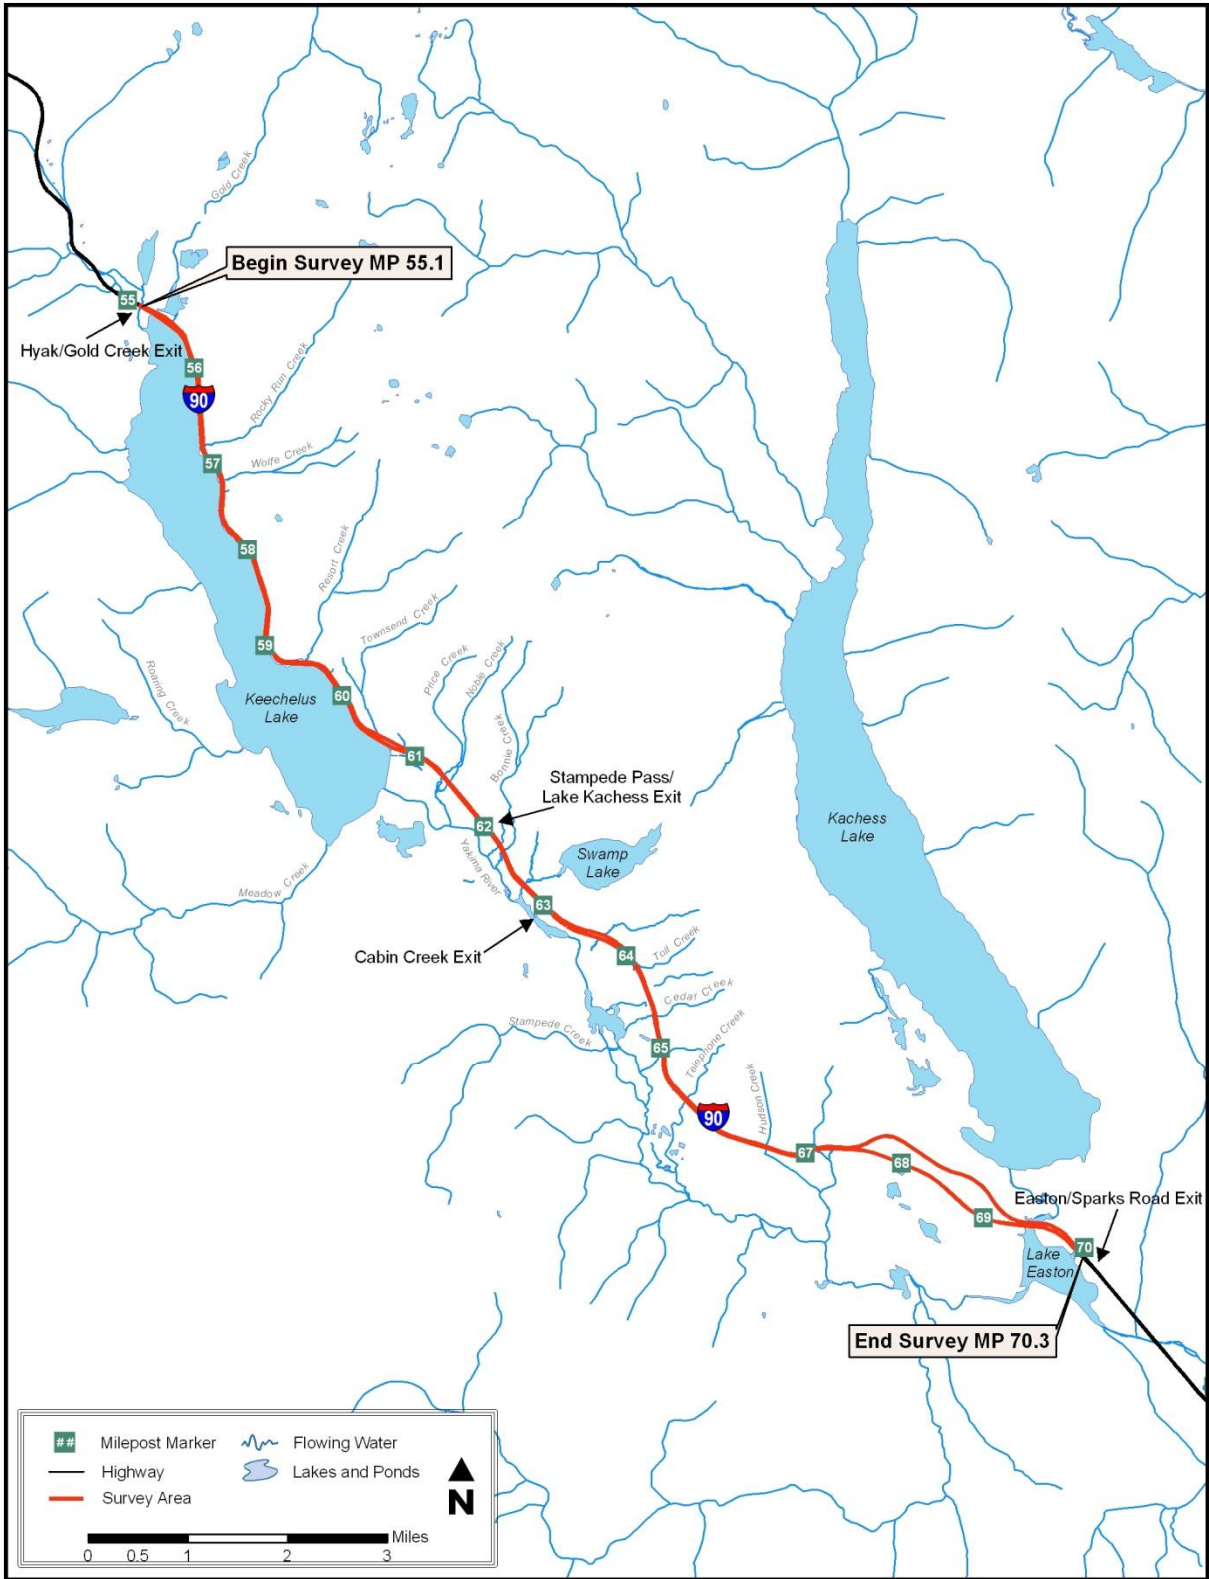 Gold Creek
Begin Survey MP 55.1
55
Hyak/Gold Creek Exit
56
90
Rocky Run Creek
57
Wolfe Creek
58
Resort Creek
Townsend Creek
59
Roaring Creek
Keechelus
Lake
60
Price Creek
Noble Creek
Bonnie Creek
61
Stampede Pass/
Lake Kachess Exit
62
Kachess
Lake
Yakima River
Swamp
Lake
Meadow Creek
63
Cabin Creek Exit
64
Toll Creek
Cedar Creek
Stampede Creek
65
Telephone Creek
90
Hudson Creek
67
68
69
Easton/Sparks Road Exit
70
Lake
Easton
End Survey MP 70.3
## Milepost Marker
Flowing Water
Highway
Lakes and Ponds
Survey Area
N
Miles
0 0.5 1 2 3